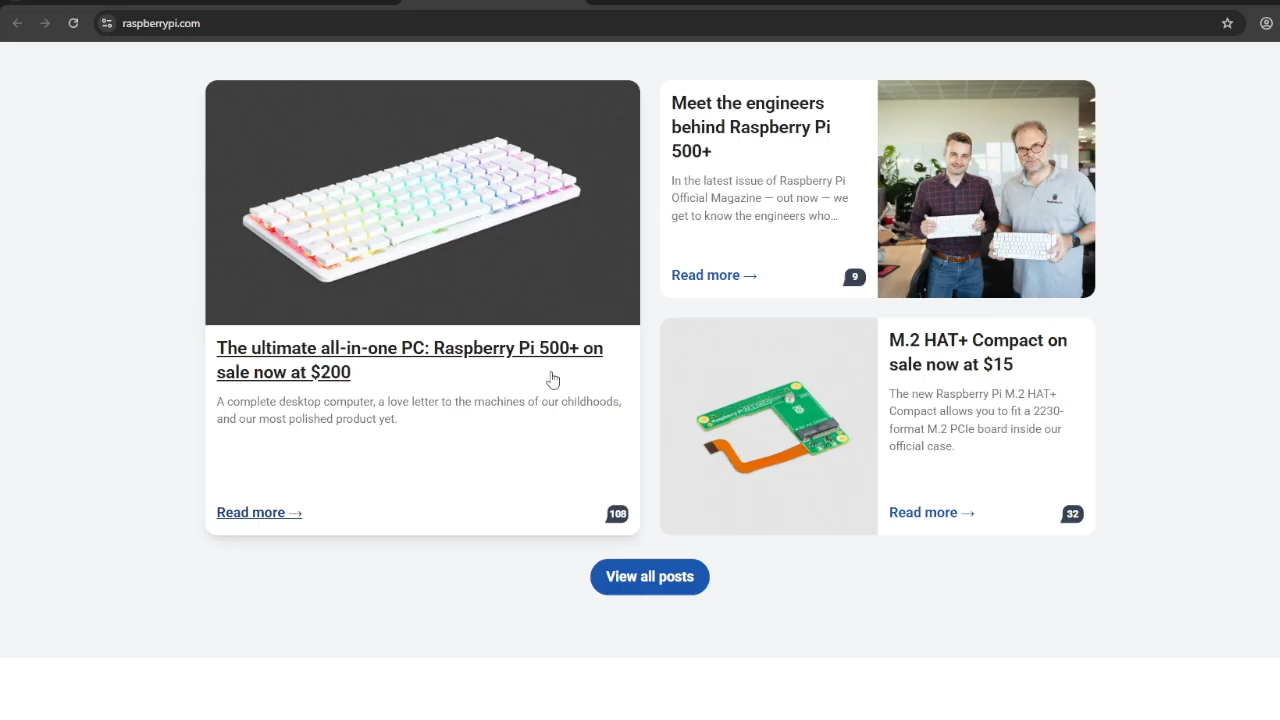 raspberrypi.com
The ultimate all-in-one PC: Raspberry Pi 500+ on
sale now at $200
A complete desktop computer, a love letter to the machines of our childhoods,
and our most polished product yet.
Read more →
108
Meet the engineers
behind Raspberry Pi
500+
In the latest issue of Raspberry Pi
Official Magazine — out now — we
get to know the engineers who…
Read more →
9
M.2 HAT+ Compact on
sale now at $15
The new Raspberry Pi M.2 HAT+
Compact allows you to fit a 2230-
format M.2 PCIe board inside our
official case.
Read more →
32
View all posts